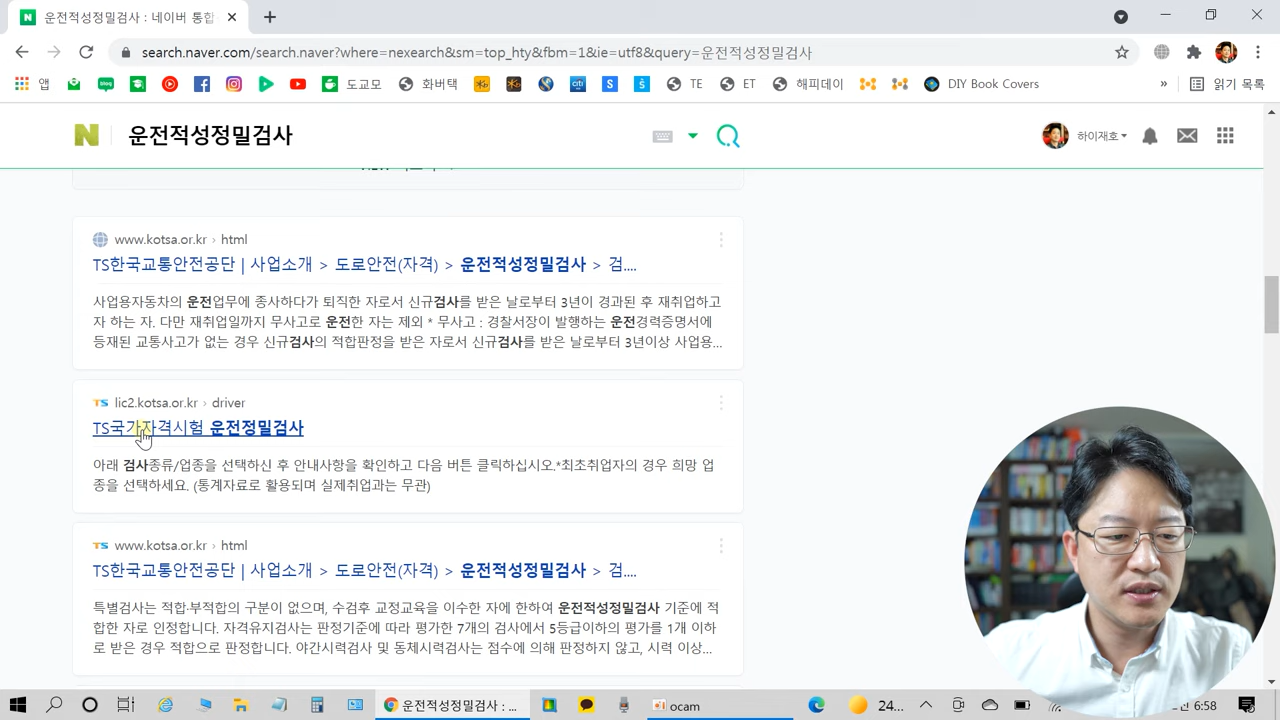 운전적성정밀검사 : 네이버 통합
search.naver.com/search.naver?where=nexearch&sm=top_hty&fbm=1&ie=utf8&query=운전적성정밀검사
앱
도교모
화버택
TE
ET
해피데이
DIY Book Covers
»
읽기 목록
N 운전적성정밀검사
하이재호
www.kotsa.or.kr › html
TS한국교통안전공단 | 사업소개 > 도로안전(자격) > 운전적성정밀검사 > 검....
사업용자동차의 운전업무에 종사하다가 퇴직한 자로서 신규검사를 받은 날로부터 3년이 경과된 후 재취업하고
자 하는 자. 다만 재취업일까지 무사고로 운전한 자는 제외 * 무사고 : 경찰서장이 발행하는 운전경력증명서에
등재된 교통사고가 없는 경우 신규검사의 적합판정을 받은 자로서 신규검사를 받은 날로부터 3년이상 사업용...
TS lic2.kotsa.or.kr › driver
TS국가자격시험 운전정밀검사
아래 검사종류/업종을 선택하신 후 안내사항을 확인하고 다음 버튼 클릭하십시오.*최초취업자의 경우 희망 업
종을 선택하세요. (통계자료로 활용되며 실제취업과는 무관)
TS www.kotsa.or.kr › html
TS한국교통안전공단 | 사업소개 > 도로안전(자격) > 운전적성정밀검사 > 검....
특별검사는 적합·부적합의 구분이 없으며, 수검후 교정교육을 이수한 자에 한하여 운전적성정밀검사 기준에 적
합한 자로 인정합니다. 자격유지검사는 판정기준에 따라 평가한 7개의 검사에서 5등급이하의 평가를 1개 이하
로 받은 경우 적합으로 판정합니다. 야간시력검사 및 동체시력검사는 점수에 의해 판정하지 않고, 시력 이상...
운전적성정밀검사 : ...
ocam
24...
6:58